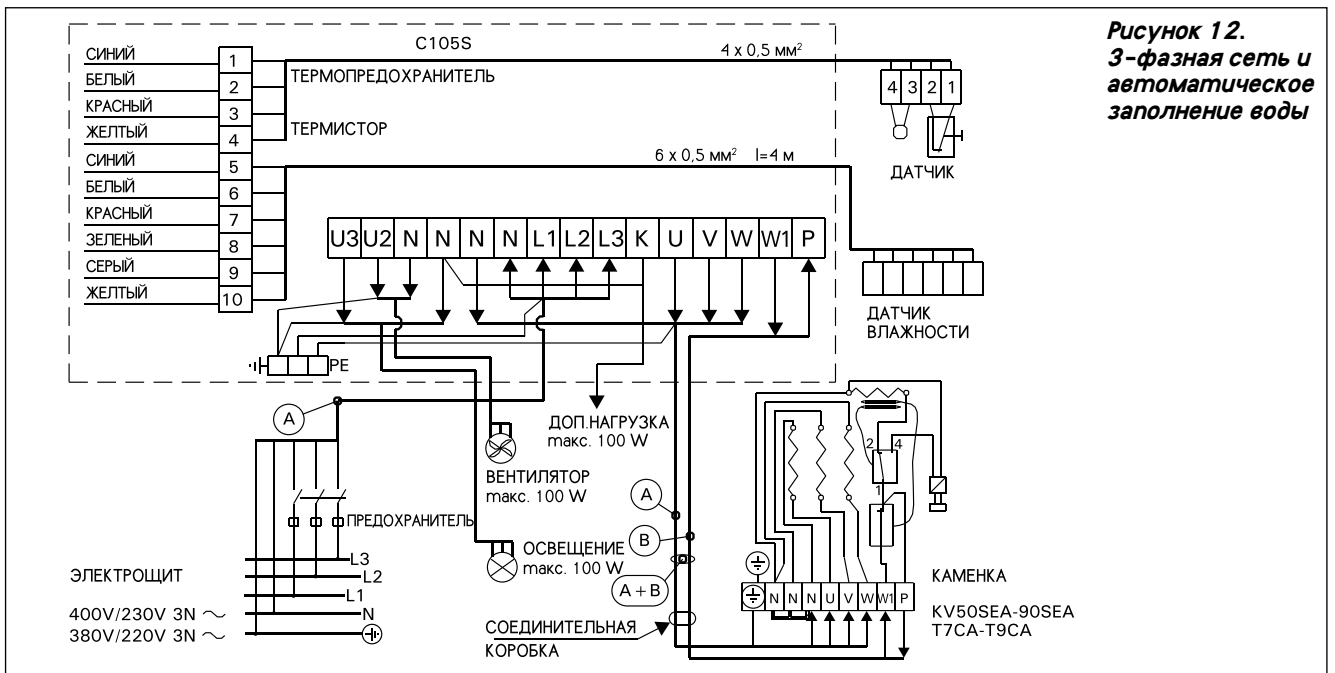 Рисунок 12.
3-фазная сеть и
автоматическое
заполнение воды
C105S
4 x 0,5 мм²
СИНИЙ 1
БЕЛЫЙ 2
КРАСНЫЙ 3
ЖЕЛТЫЙ 4
СИНИЙ 5
БЕЛЫЙ 6
КРАСНЫЙ 7
ЗЕЛЕНЫЙ 8
СЕРЫЙ 9
ЖЕЛТЫЙ 10
ТЕРМОПРЕДОХРАНИТЕЛЬ
ТЕРМИСТОР
4 3 2 1
ДАТЧИК
6 x 0,5 мм² l=4 м
U3 U2 N N N N L1 L2 L3 K U V W W1 P
ДАТЧИК
ВЛАЖНОСТИ
PE
A
ДОП.НАГРУЗКА
макс. 100 W
ВЕНТИЛЯТОР
макс. 100 W
ПРЕДОХРАНИТЕЛЬ
ОСВЕЩЕНИЕ
макс. 100 W
A
B
A+B
2 4
1
L3
L2
L1
N
ЭЛЕКТРОЩИТ
400V/230V 3N ~
380V/220V 3N ~
СОЕДИНИТЕЛЬНАЯ
КОРОБКА
N N N U V W W1 P
КАМЕНКА
KV50SEA-90SEA
T7CA-T9CA